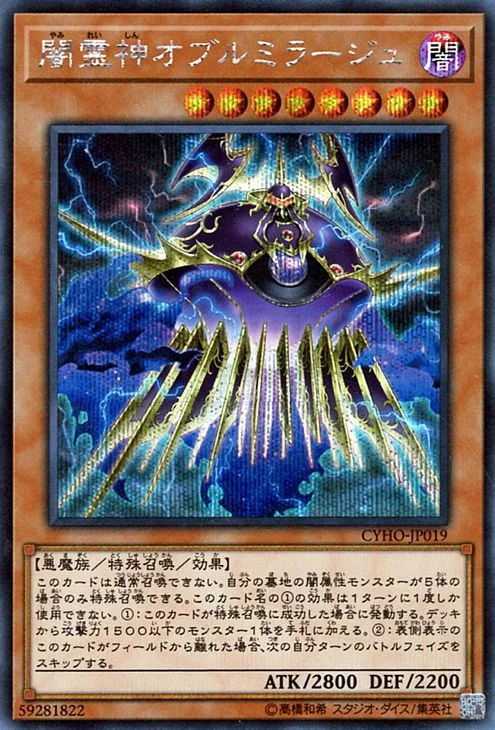 闇霊神オブルミラージュ
闇
CYHO-JP019
【悪魔族/特殊召喚/効果】
このカードは通常召喚できない。自分の墓地の闇属性モンスターが5体の
場合のみ特殊召喚できる。このカード名の①の効果は1ターンに1度しか
使用できない。①:このカードが特殊召喚に成功した場合に発動する。デッキ
から攻撃力1500以下のモンスター1体を手札に加える。②:表側表示の
このカードがフィールドから離れた場合、次の自分ターンのバトルフェイズを
スキップする。
ATK/2800 DEF/2200
59281822
©高橋和希 スタジオ・ダイス/集英社